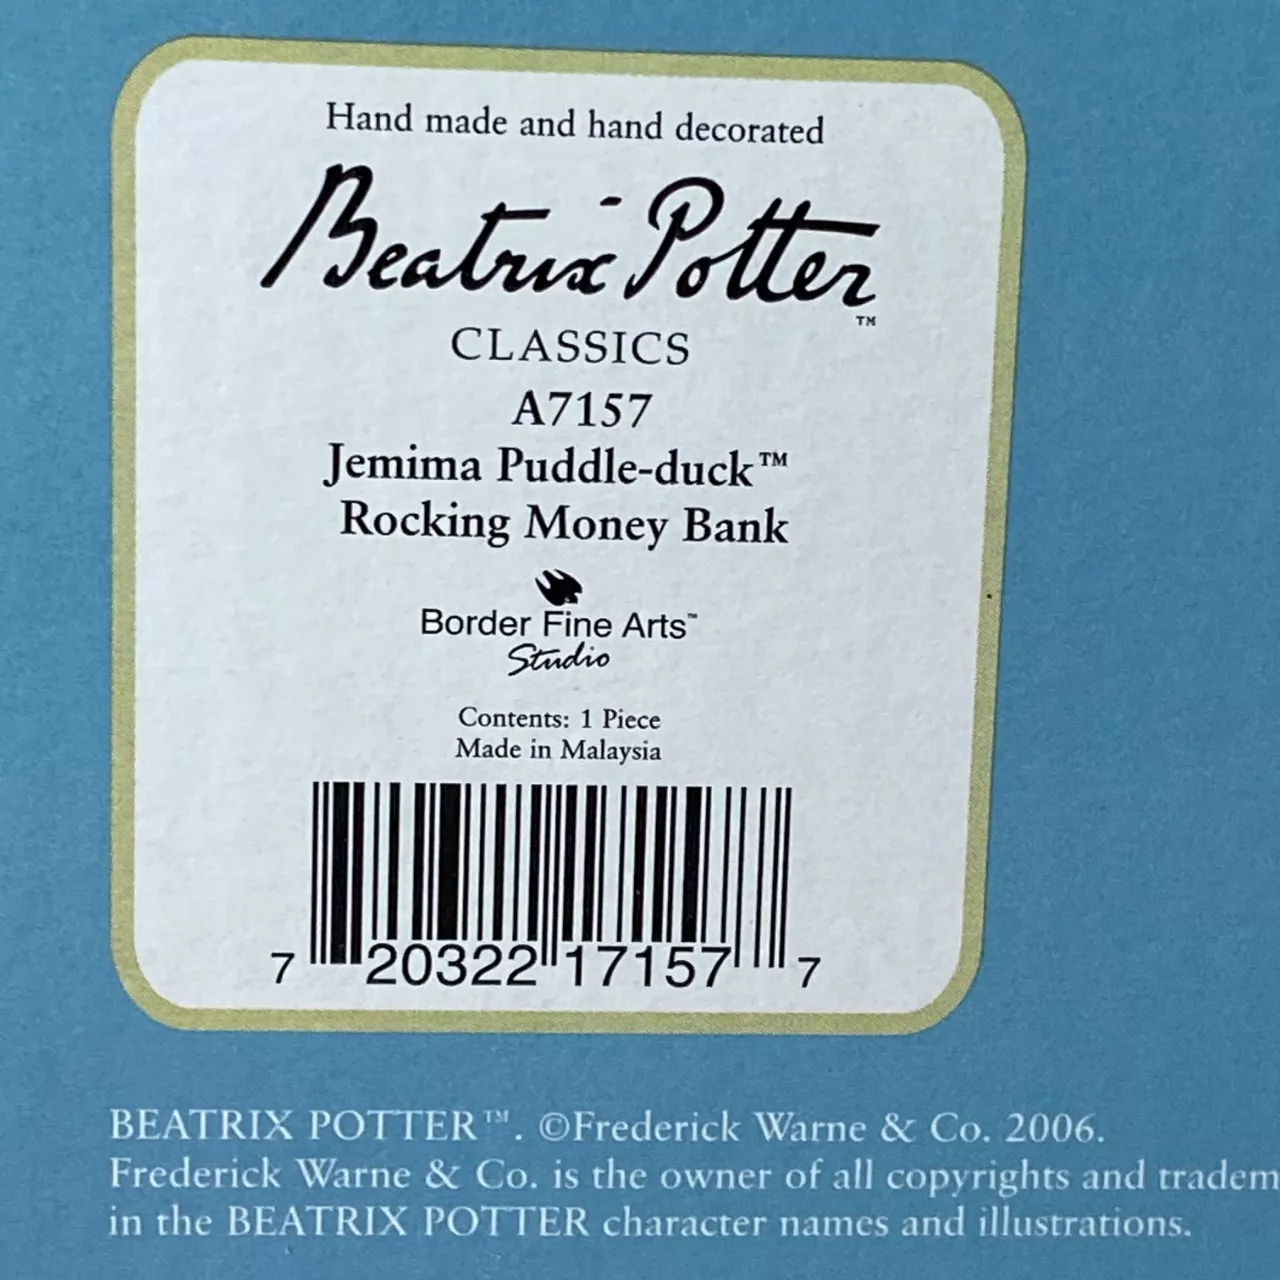 Hand made and hand decorated
Beatrix Potter
™
CLASSICS
A7157
Jemima Puddle-duck™
Rocking Money Bank
Border Fine Arts™
Studio
Contents: 1 Piece
Made in Malaysia
7 20322 17157 7
BEATRIX POTTER™. ©Frederick Warne & Co. 2006.
Frederick Warne & Co. is the owner of all copyrights and tradem
in the BEATRIX POTTER character names and illustrations.